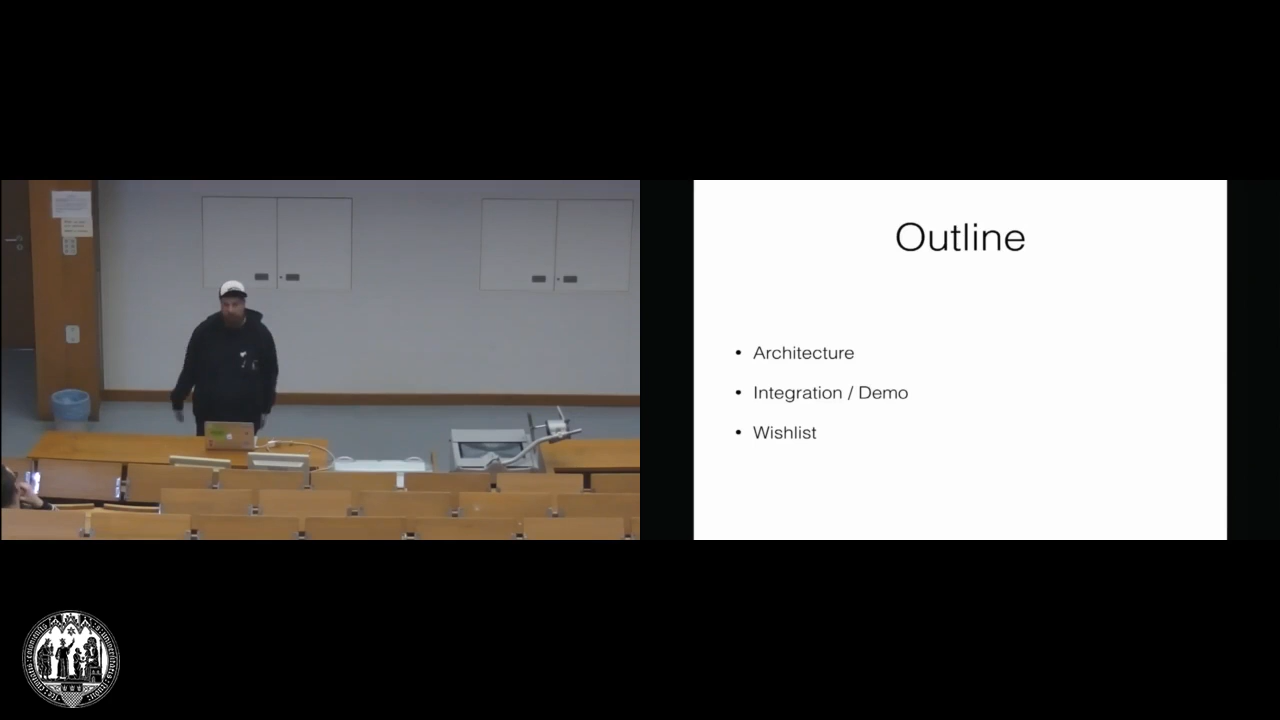 Outline
• Architecture
• Integration / Demo
• Wishlist